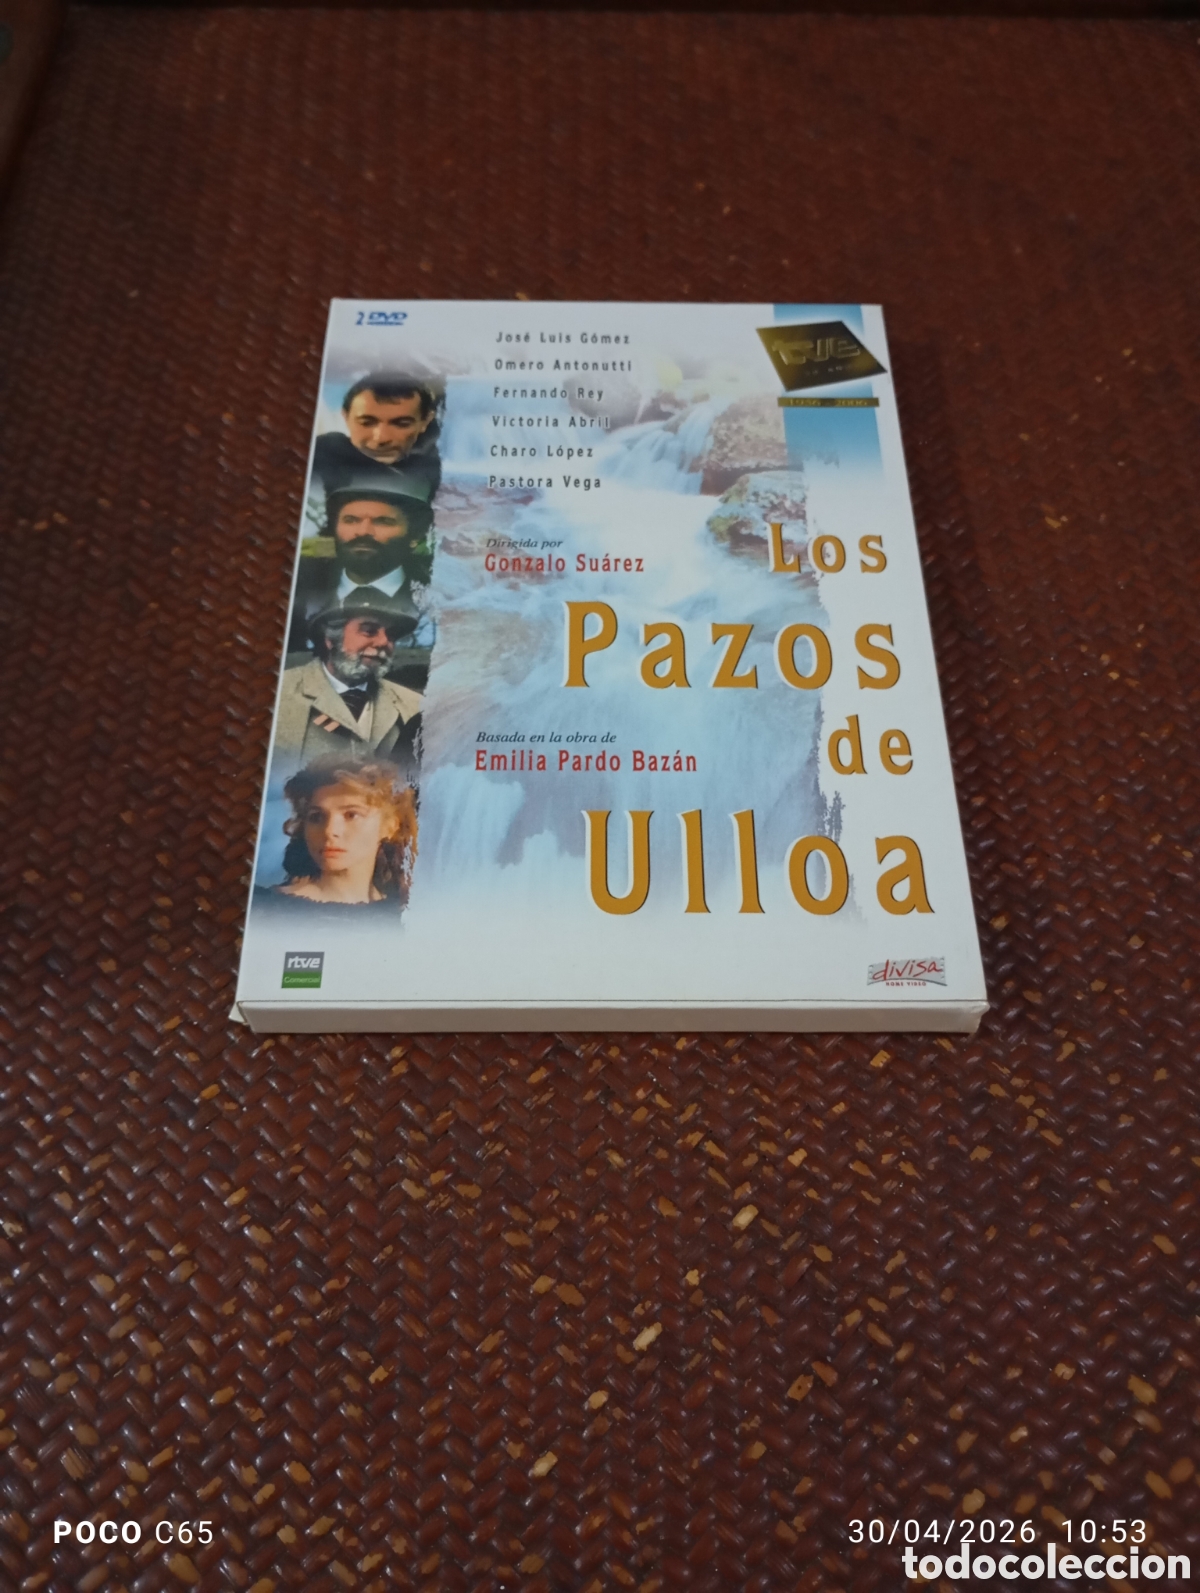 2 DVD
José Luis Gómez
Omero Antonutti
Fernando Rey
Victoria Abril
Charo López
Pastora Vega
tve
1956 - 2006
Dirigida por
Gonzalo Suárez
Los
Pazos
de
Ulloa
Basada en la obra de
Emilia Pardo Bazán
rtve
Comercial
divisa
HOME VIDEO
POCO C65
30/04/2026 10:53
todocoleccion